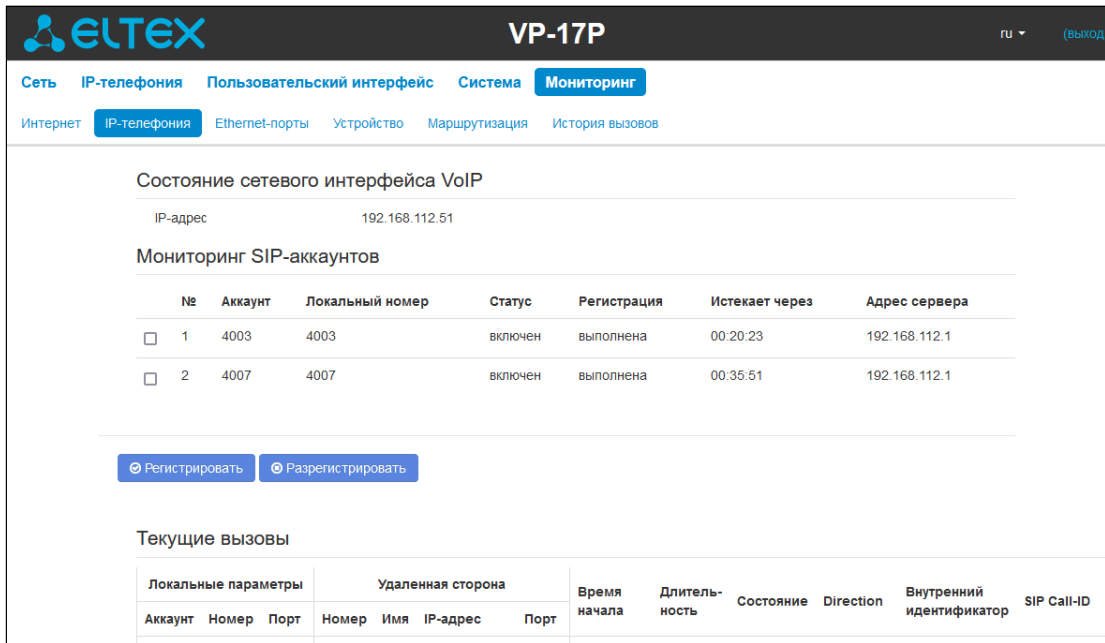 ELTEX VP-17P ru (выход
Сеть IP-телефония Пользовательский интерфейс Система Мониторинг
Интернет IP-телефония Ethernet-порты Устройство Маршрутизация История вызовов
Состояние сетевого интерфейса VoIP
IP-адрес 192.168.112.51
Мониторинг SIP-аккаунтов
№ Аккаунт Локальный номер Статус Регистрация Истекает через Адрес сервера
1 4003 4003 включен выполнена 00:20:23 192.168.112.1
2 4007 4007 включен выполнена 00:35:51 192.168.112.1
Регистрировать Разрегистрировать
Текущие вызовы
Локальные параметры Удаленная сторона Время начала Длитель-ность Состояние Direction Внутренний идентификатор SIP Call-ID
Аккаунт Номер Порт Номер Имя IP-адрес Порт